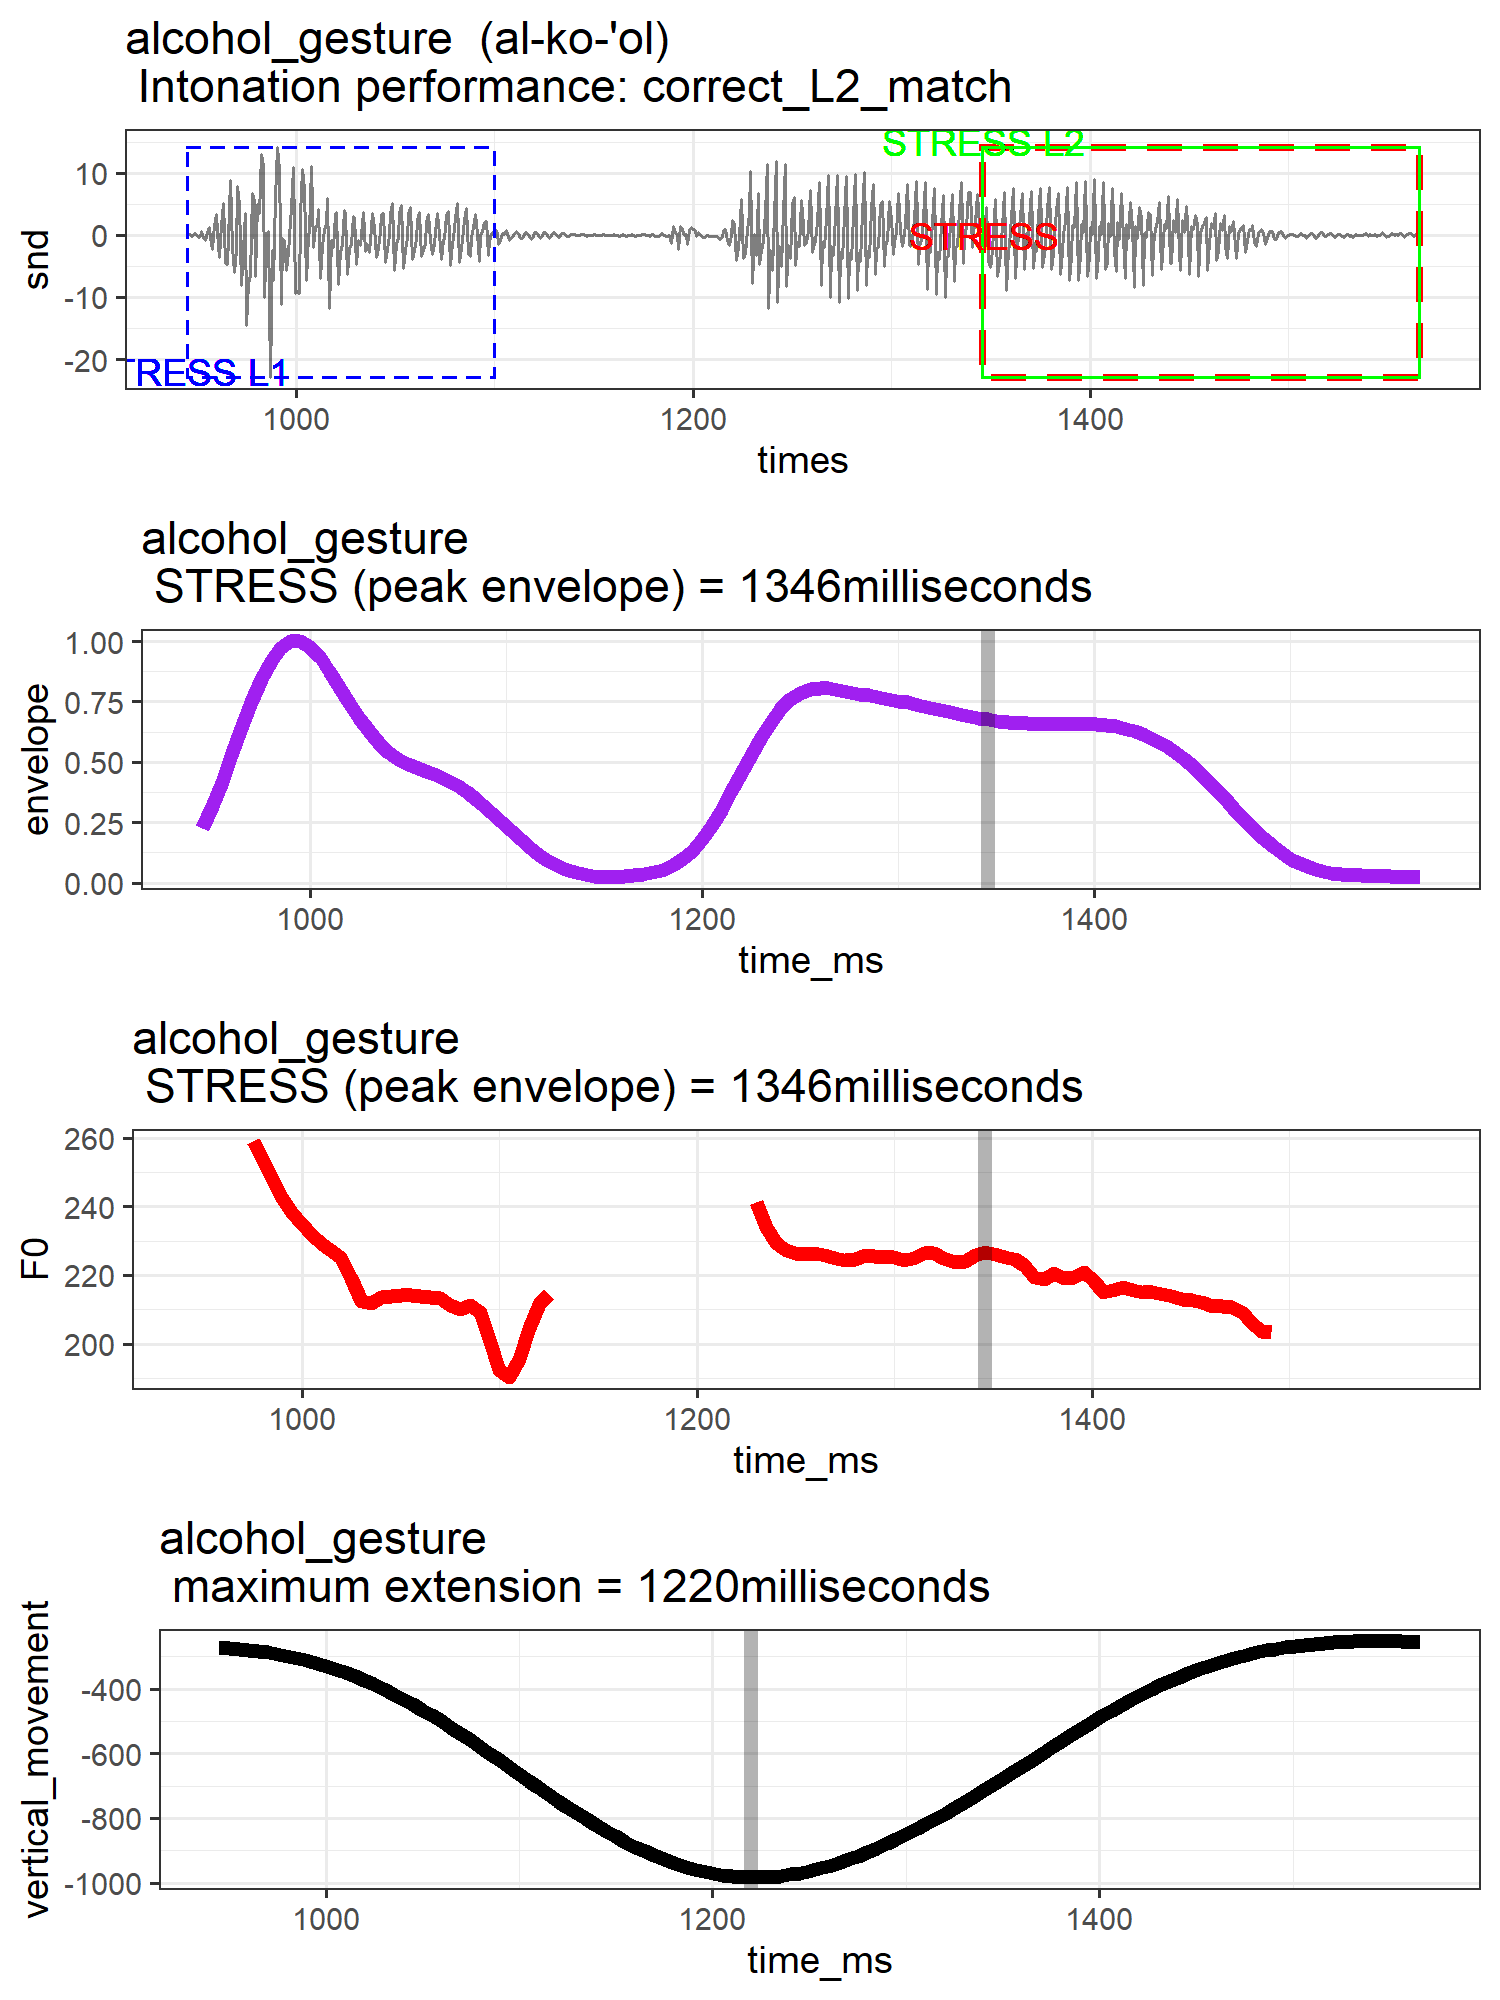 alcohol_gesture (al-ko-'ol)
Intonation performance: correct_L2_match
STRESS L2
STRESS
RESS L1
10
0
-10
-20
snd
1000 1200 1400
times
alcohol_gesture
STRESS (peak envelope) = 1346milliseconds
1.00
0.75
0.50
0.25
0.00
envelope
1000 1200 1400
time_ms
alcohol_gesture
STRESS (peak envelope) = 1346milliseconds
260
240
220
200
F0
1000 1200 1400
time_ms
alcohol_gesture
maximum extension = 1220milliseconds
-400
-600
-800
-1000
vertical_movement
1000 1200 1400
time_ms